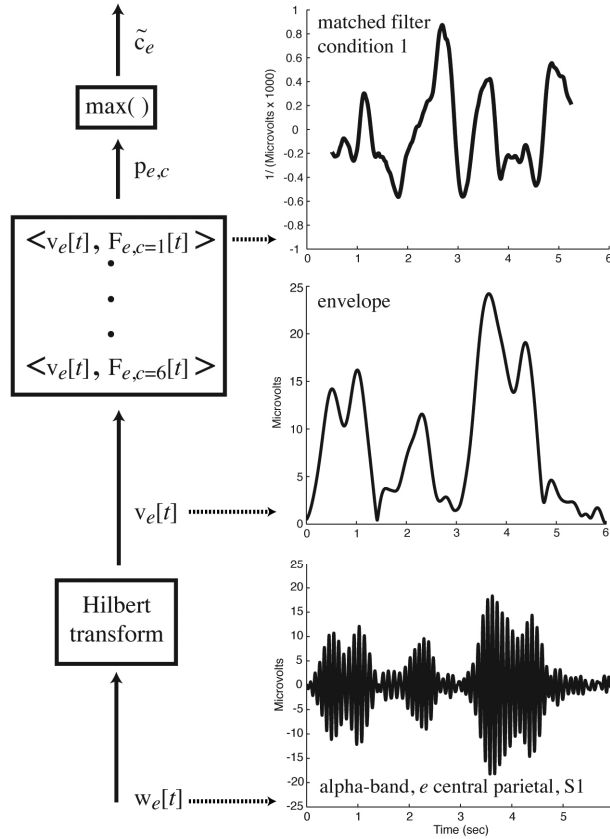 c̃e
max( )
pe,c
<ve[t], Fe,c=1[t]>
<ve[t], Fe,c=6[t]>
ve[t]
Hilbert
transform
we[t]
matched filter
condition 1
1/ (Microvolts x 1000)
1
0.8
0.6
0.4
0.2
0
-0.2
-0.4
-0.6
-0.8
-1
0 1 2 3 4 5 6
envelope
Microvolts
25
20
15
10
5
0
0 1 2 3 4 5 6
Microvolts
25
20
15
10
5
0
-5
-10
-15
-20
-25
alpha-band, e central parietal, S1
0 1 2 3 4 5
Time (sec)